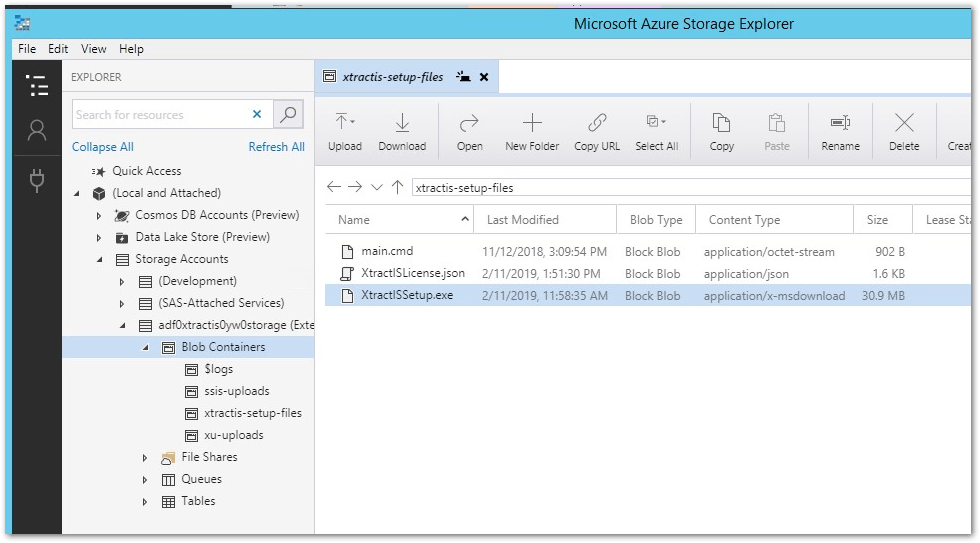 Microsoft Azure Storage Explorer
File Edit View Help
EXPLORER
Search for resources
Collapse All Refresh All
Quick Access
(Local and Attached)
Cosmos DB Accounts (Preview)
Data Lake Store (Preview)
Storage Accounts
(Development)
(SAS-Attached Services)
adf0xtractis0yw0storage (Exte
Blob Containers
$logs
ssis-uploads
xtractis-setup-files
xu-uploads
File Shares
Queues
Tables
xtractis-setup-files
Upload Download Open New Folder Copy URL Select All Copy Paste Rename Delete Creat
xtractis-setup-files
Name Last Modified Blob Type Content Type Size Lease Sta
main.cmd 11/12/2018, 3:09:54 PM Block Blob application/octet-stream 902 B
XtractISLicense.json 2/11/2019, 1:51:30 PM Block Blob application/json 1.6 KB
XtractISSetup.exe 2/11/2019, 11:58:35 AM Block Blob application/x-msdownload 30.9 MB